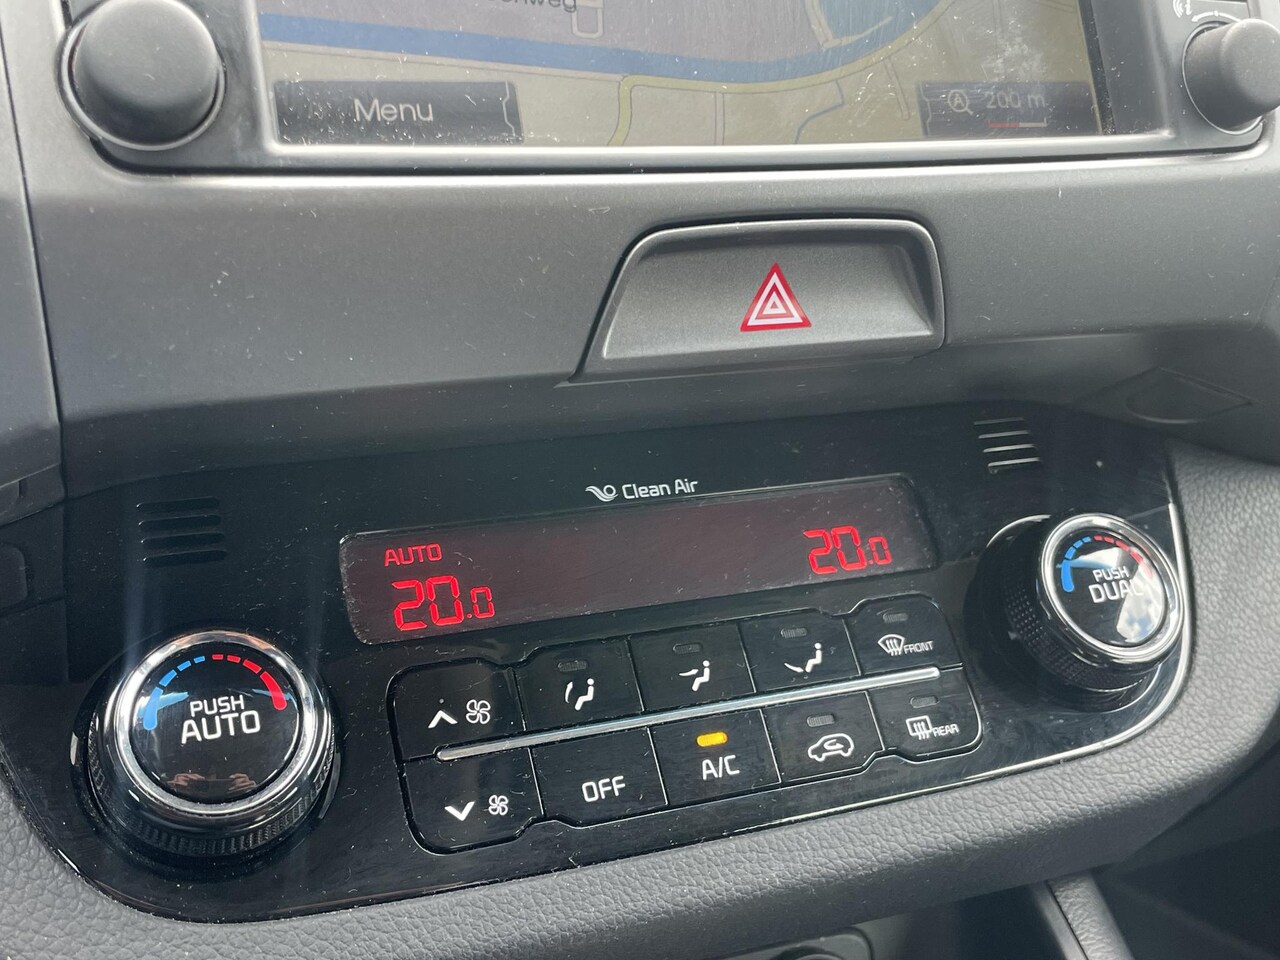 Menu
200 m
Clean Air
AUTO
20.0
20.0
PUSH
AUTO
PUSH
DUAL
FRONT
OFF
A/C
REAR